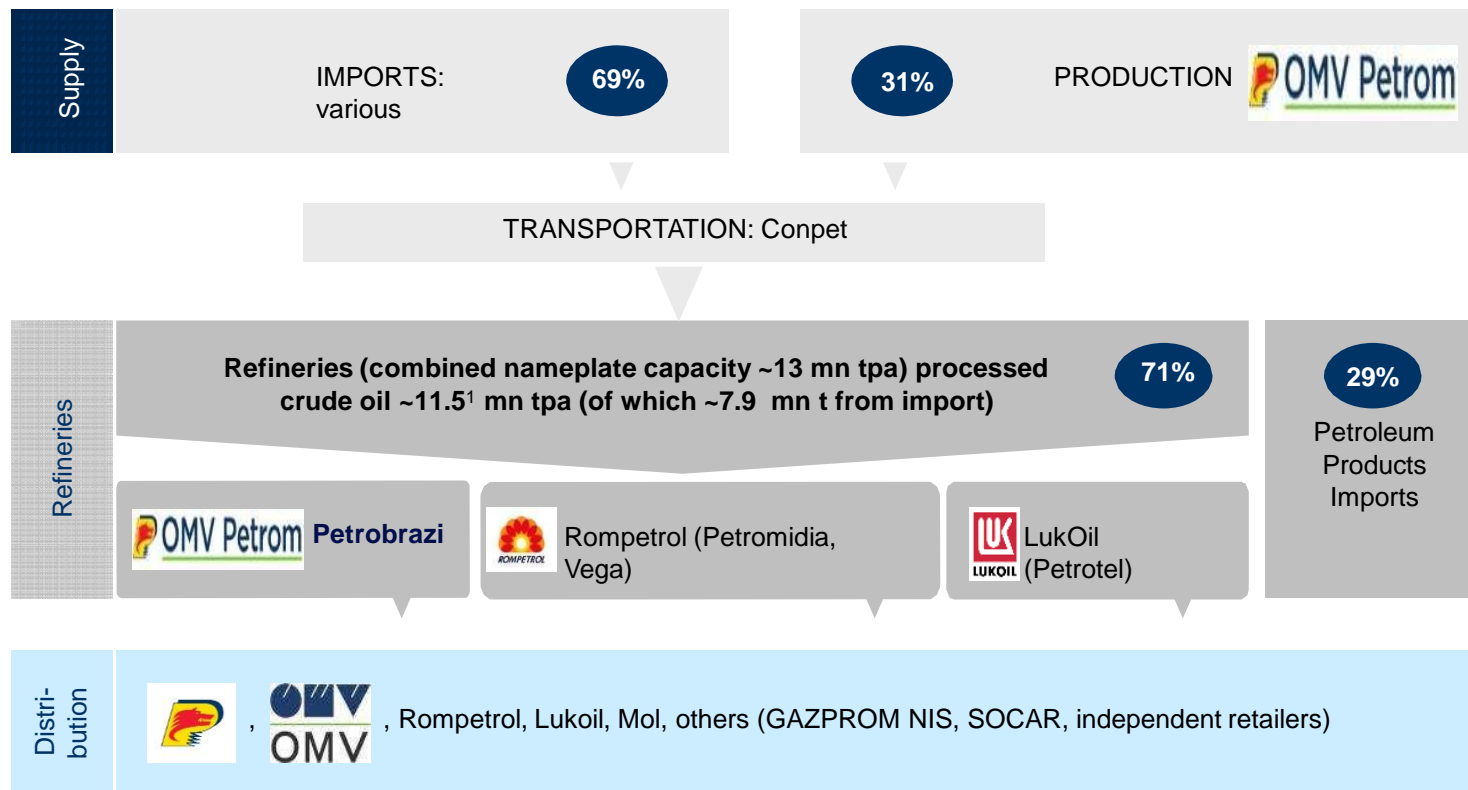 Supply
IMPORTS:
various
69%
31%
PRODUCTION
OMV Petrom
TRANSPORTATION: Conpet
Refineries
Refineries (combined nameplate capacity ~13 mn tpa) processed
crude oil ~11.5¹ mn tpa (of which ~7.9 mn t from import)
71%
29%
Petroleum
Products
Imports
OMV Petrom Petrobrazi
ROMPETROL
Rompetrol (Petromidia,
Vega)
LUK
LUKOIL
LukOil
(Petrotel)
Distri-
bution
, OMV
OMV
, Rompetrol, Lukoil, Mol, others (GAZPROM NIS, SOCAR, independent retailers)